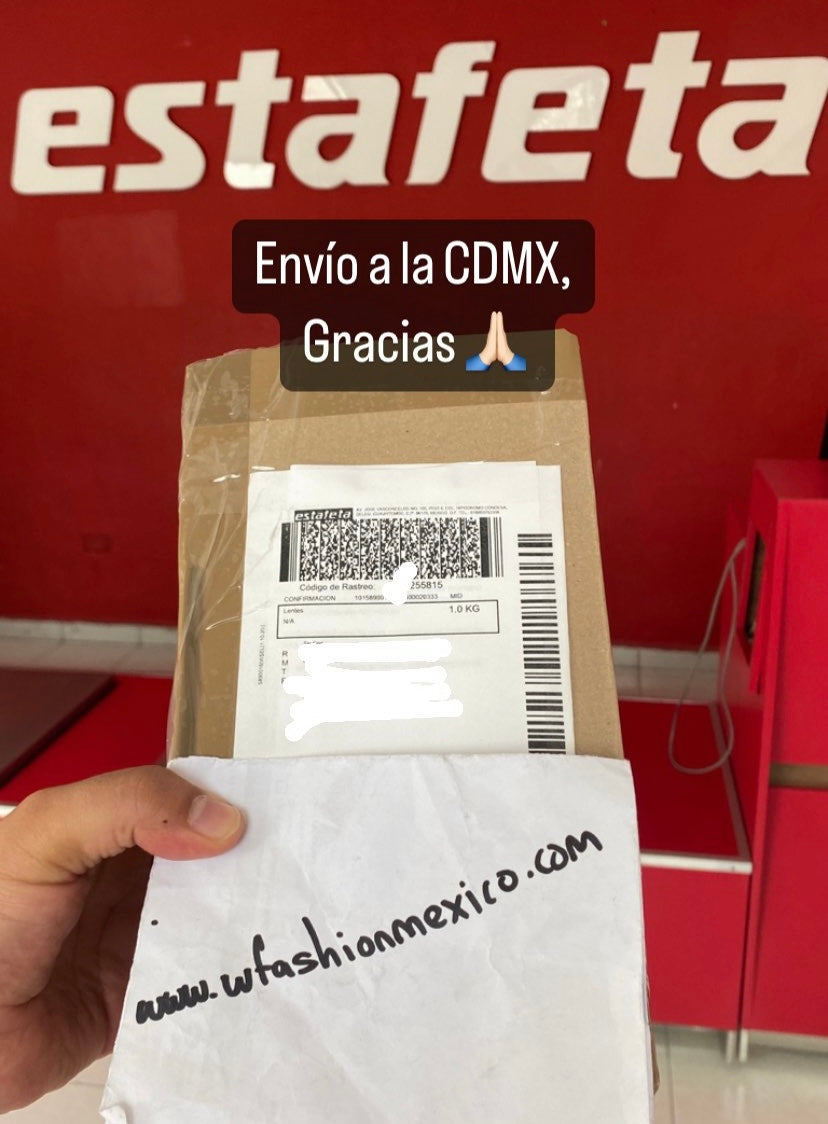 estafeta
Envío a la CDMX,
Gracias 🙏🏻
estafeta
Código de Rastreo: 255815
CONFIRMACION MID
Lentes 1.0 KG
N/A
R
M
T
www.wfashionmexico.com